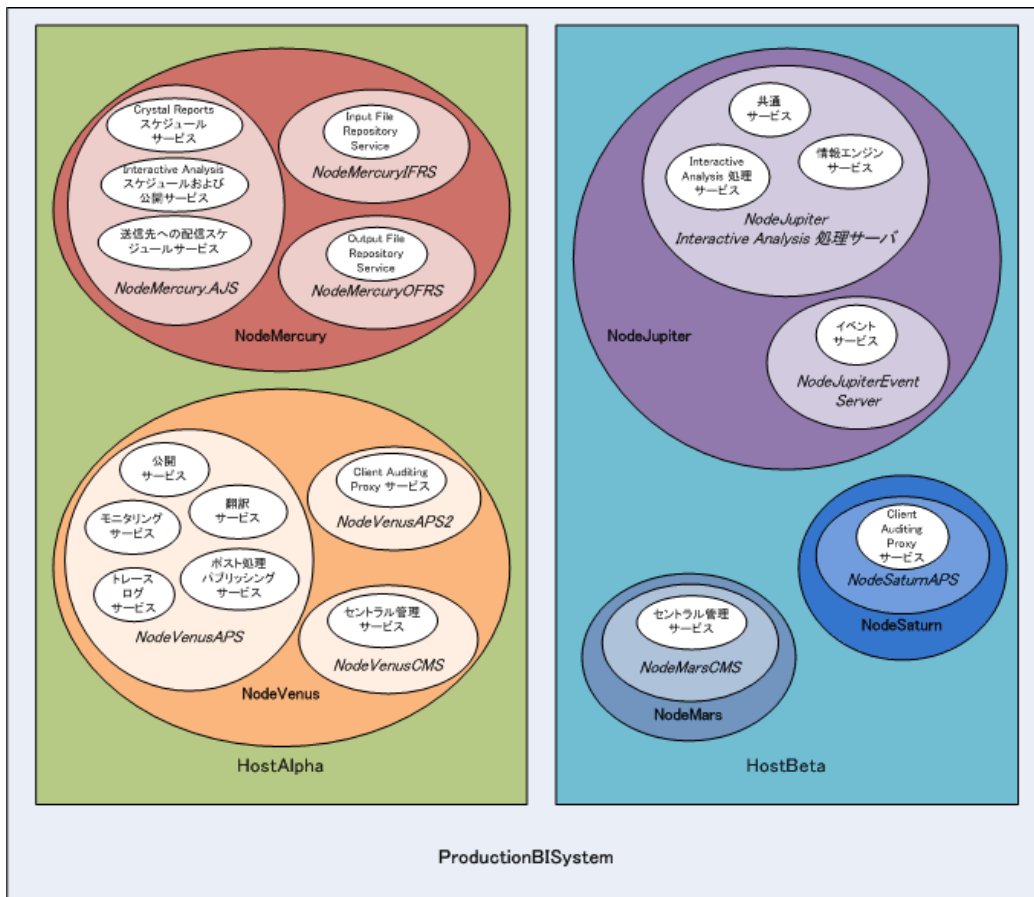 Crystal Reports
スケジュール
サービス
Interactive Analysis
スケジュールおよび
公開サービス
送信先への配信スケ
ジュールサービス
NodeMercury.AJS
Input File
Repository
Service
NodeMercuryIFRS
Output File
Repository
Service
NodeMercuryOFRS
NodeMercury
公開
サービス
モニタリング
サービス
翻訳
サービス
トレース
ログ
サービス
ポスト処理
パブリッシング
サービス
NodeVenusAPS
Client Auditing
Proxy サービス
NodeVenusAPS2
セントラル管理
サービス
NodeVenusCMS
NodeVenus
HostAlpha
共通
サービス
Interactive
Analysis 処理
サービス
情報エンジン
サービス
NodeJupiter
Interactive Analysis 処理サーバ
イベント
サービス
NodeJupiterEvent
Server
NodeJupiter
Client
Auditing
Proxy
サービス
NodeSaturnAPS
NodeSaturn
セントラル管理
サービス
NodeMarsCMS
NodeMars
HostBeta
ProductionBISystem